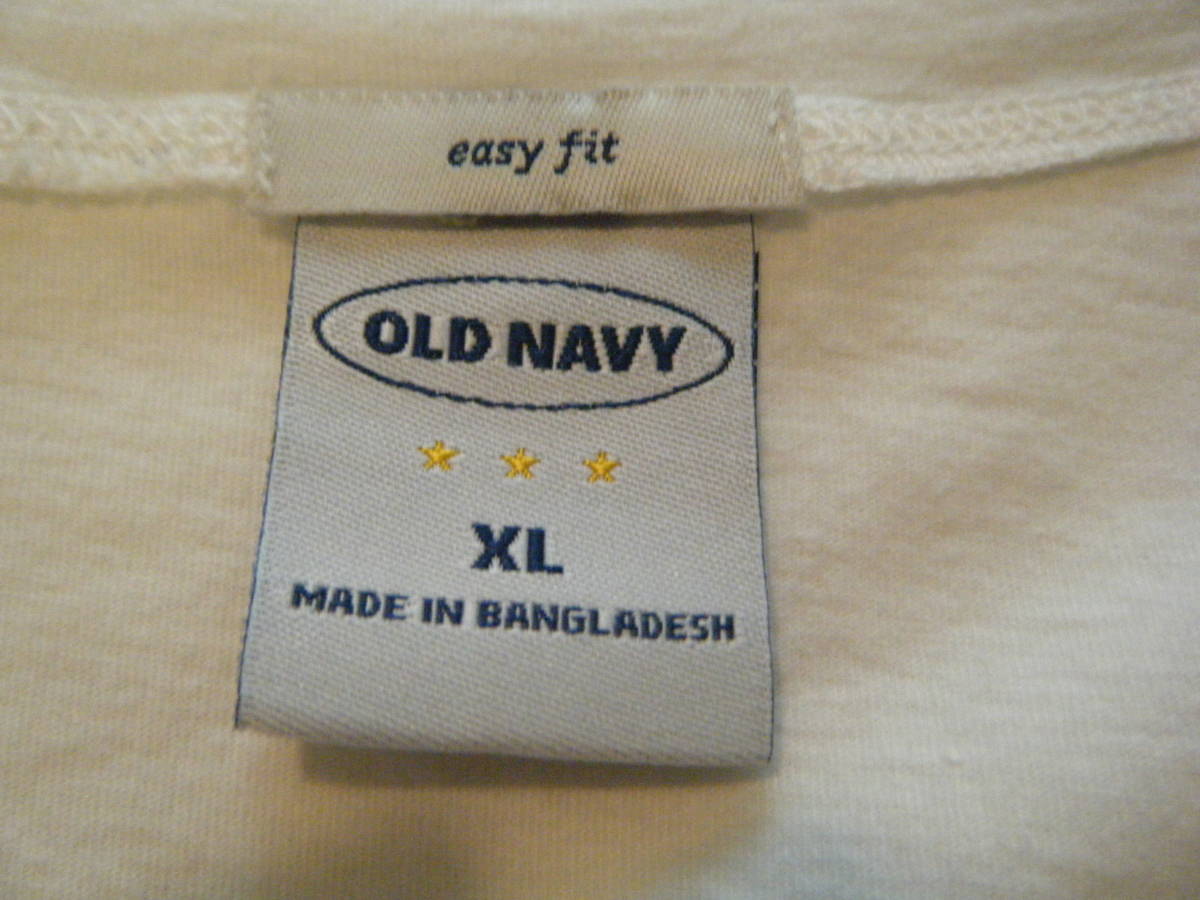 easy fit
OLD NAVY
XL
MADE IN BANGLADESH